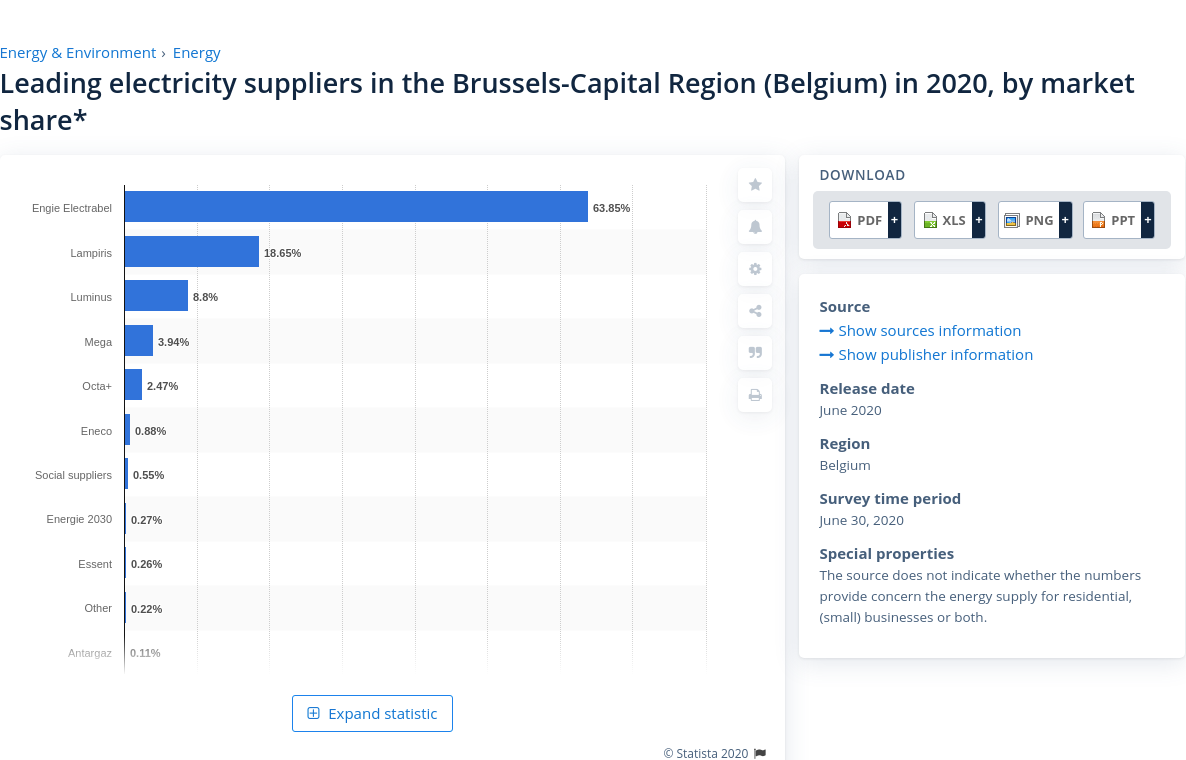 Energy & Environment › Energy
Leading electricity suppliers in the Brussels-Capital Region (Belgium) in 2020, by market
share*
Engie Electrabel 63.85%
Lampiris 18.65%
Luminus 8.8%
Mega 3.94%
Octa+ 2.47%
Eneco 0.88%
Social suppliers 0.55%
Energie 2030 0.27%
Essent 0.26%
Other 0.22%
Antargaz 0.11%
Expand statistic
© Statista 2020
DOWNLOAD
PDF + XLS + PNG + PPT +
Source
Show sources information
Show publisher information
Release date
June 2020
Region
Belgium
Survey time period
June 30, 2020
Special properties
The source does not indicate whether the numbers
provide concern the energy supply for residential,
(small) businesses or both.